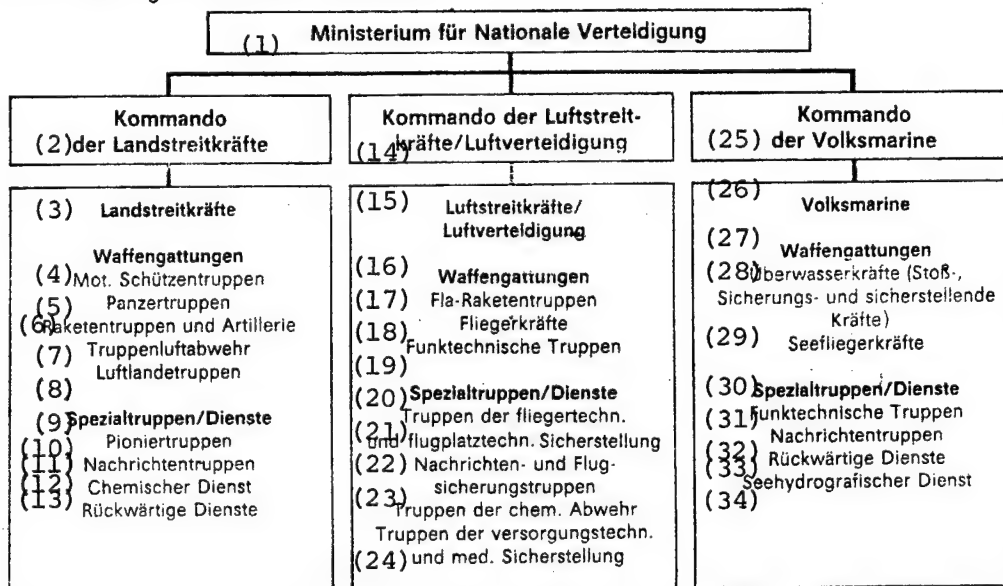 (1) Ministerium für Nationale Verteidigung
Kommando
(2) der Landstreitkräfte
(3) Landstreitkräfte
Waffengattungen
(4) Mot. Schützentruppen
(5) Panzertruppen
(6) Raketentruppen und Artillerie
(7) Truppenluftabwehr
Luftlandetruppen
(8)
(9) Spezialtruppen/Dienste
(10) Pioniertruppen
(11) Nachrichtentruppen
(12) Chemischer Dienst
(13) Rückwärtige Dienste
Kommando der Luftstreit-
(14) kräfte/Luftverteidigung
(15) Luftstreitkräfte/
Luftverteidigung
(16) Waffengattungen
(17) Fla-Raketentruppen
(18) Fliegerkräfte
Funktechnische Truppen
(19)
(20) Spezialtruppen/Dienste
Truppen der fliegertechn.
(21) und flugplatztechn. Sicherstellung
(22) Nachrichten- und Flug-
sicherungstruppen
(23) Truppen der chem. Abwehr
Truppen der versorgungstechn.
(24) und med. Sicherstellung
Kommando
(25) der Volksmarine
(26) Volksmarine
(27) Waffengattungen
(28) Überwasserkräfte (Stoß-,
Sicherungs- und sicherstellende
Kräfte)
(29) Seefliegerkräfte
(30) Spezialtruppen/Dienste
(31) Funktechnische Truppen
Nachrichtentruppen
(32) Rückwärtige Dienste
(33) Seehydrografischer Dienst
(34)